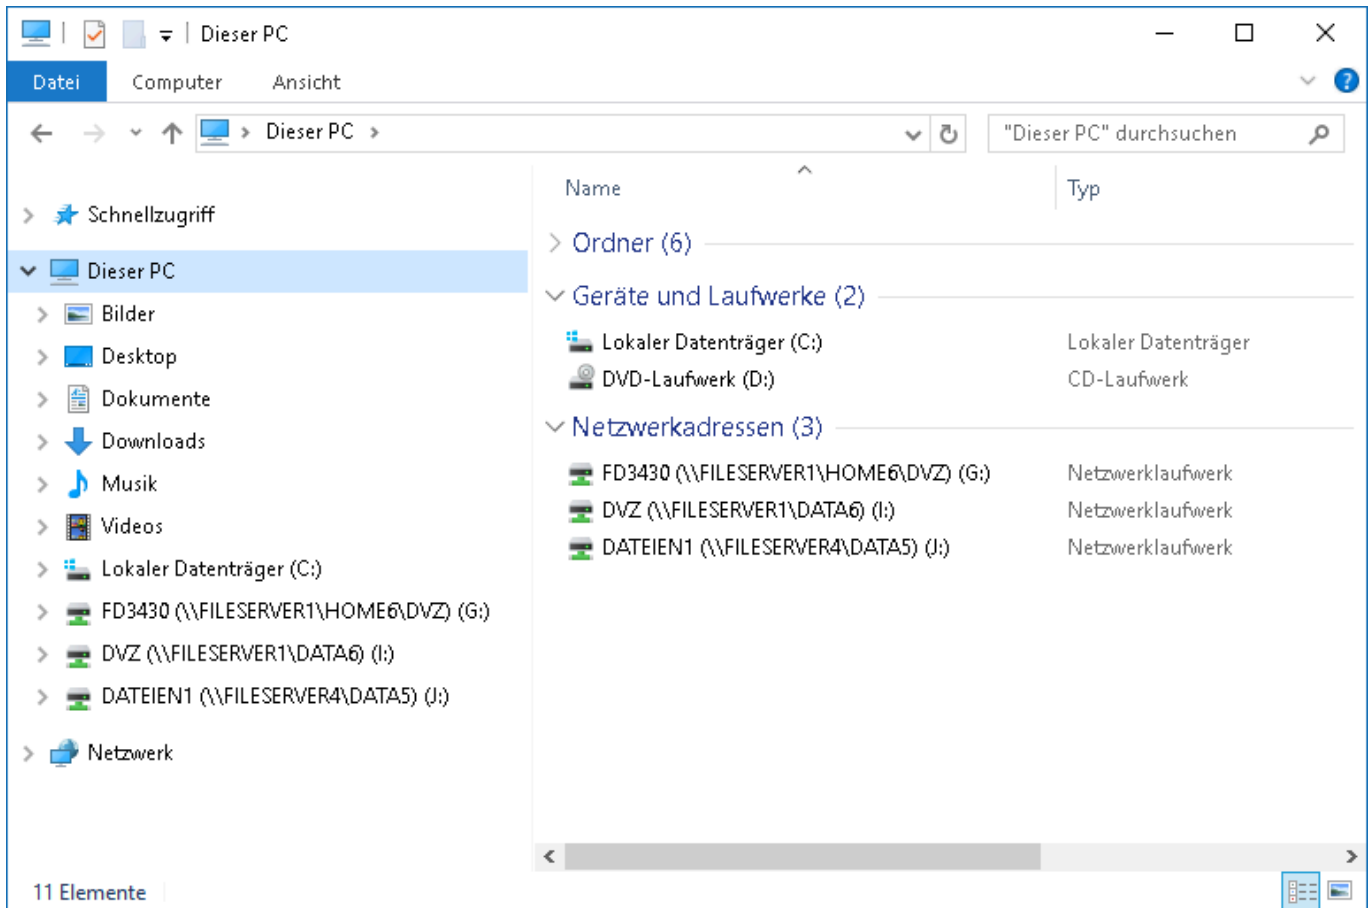 Dieser PC
Datei Computer Ansicht
Dieser PC
"Dieser PC" durchsuchen
Schnellzugriff
Dieser PC
Bilder
Desktop
Dokumente
Downloads
Musik
Videos
Lokaler Datenträger (C:)
FD3430 (\\FILESERVER1\HOME6\DVZ) (G:)
DVZ (\\FILESERVER1\DATA6) (I:)
DATEIEN1 (\\FILESERVER4\DATA5) (J:)
Netzwerk
Name Typ
Ordner (6)
Geräte und Laufwerke (2)
Lokaler Datenträger (C:) Lokaler Datenträger
DVD-Laufwerk (D:) CD-Laufwerk
Netzwerkadressen (3)
FD3430 (\\FILESERVER1\HOME6\DVZ) (G:) Netzwerklaufwerk
DVZ (\\FILESERVER1\DATA6) (I:) Netzwerklaufwerk
DATEIEN1 (\\FILESERVER4\DATA5) (J:) Netzwerklaufwerk
11 Elemente